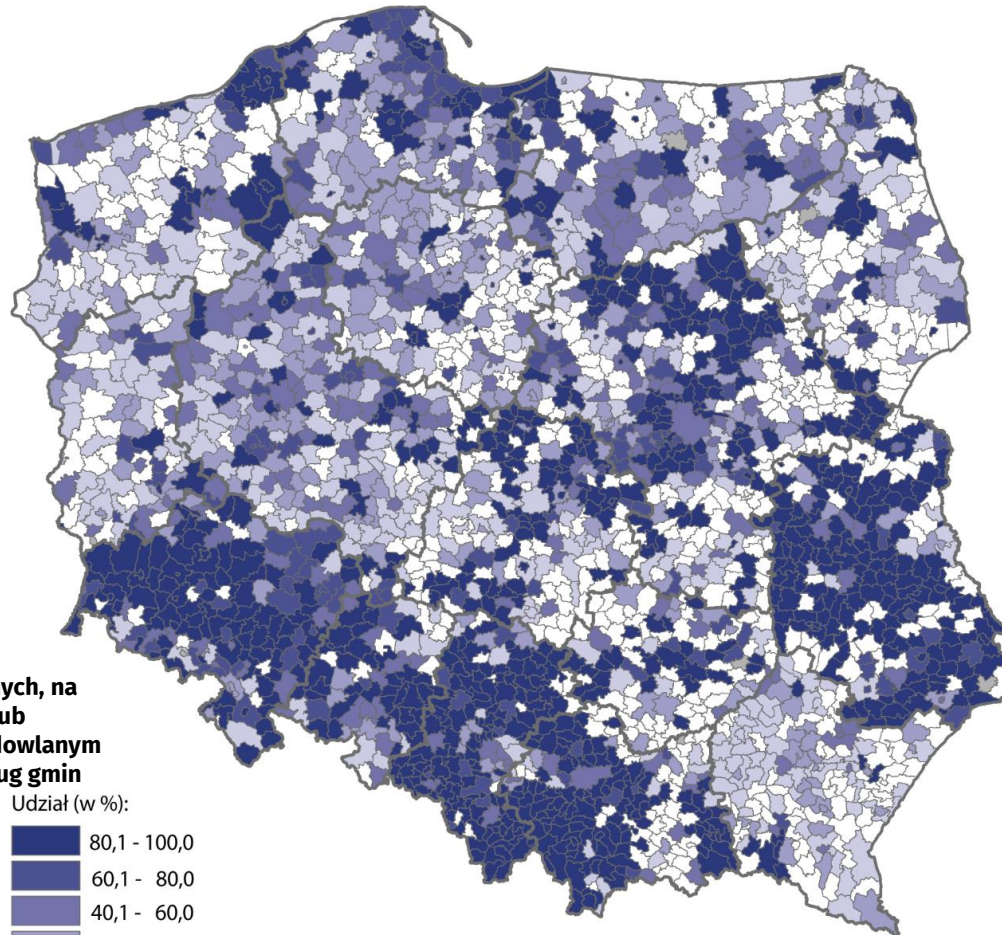 ych, na
ub
dowlanym
ug gmin
Udział (w %):
80,1 - 100,0
60,1 - 80,0
40,1 - 60,0